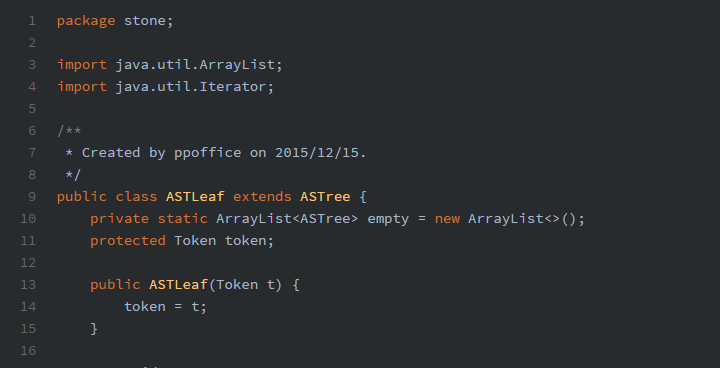 1 package stone;
2
3 import java.util.ArrayList;
4 import java.util.Iterator;
5
6 /**
7  * Created by ppoffice on 2015/12/15.
8  */
9 public class ASTLeaf extends ASTree {
10     private static ArrayList<ASTree> empty = new ArrayList<>();
11     protected Token token;
12
13     public ASTLeaf(Token t) {
14         token = t;
15     }
16